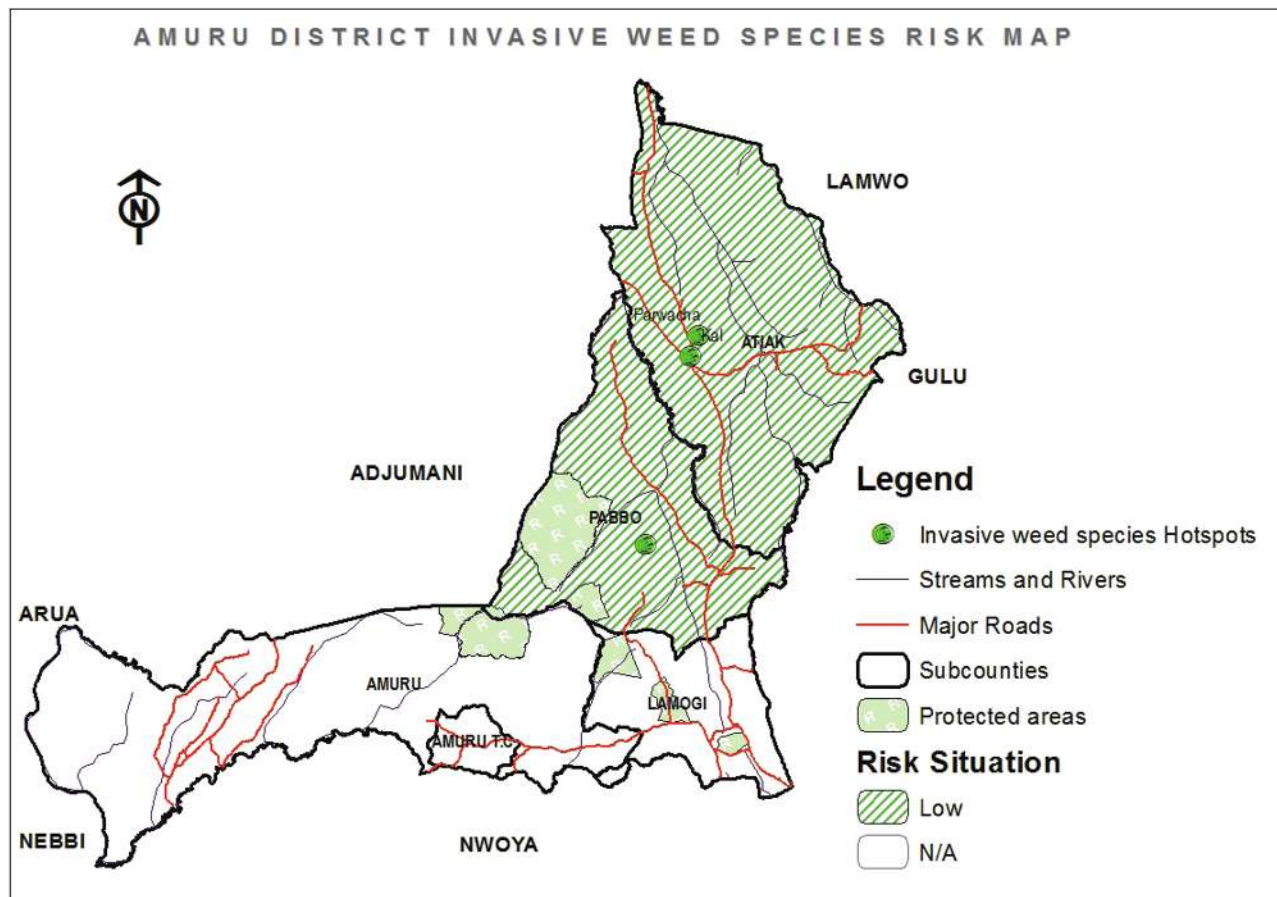 AMURU DISTRICT INVASIVE WEED SPECIES RISK MAP
N
LAMWO
Parwacha
Kal
ATIAK
GULU
ADJUMANI
PABBO
ARUA
AMURU
LAMOGI
AMURU T.C
NEBBI
NWOYA
Legend
Invasive weed species Hotspots
Streams and Rivers
Major Roads
Subcounties
Protected areas
Risk Situation
Low
N/A